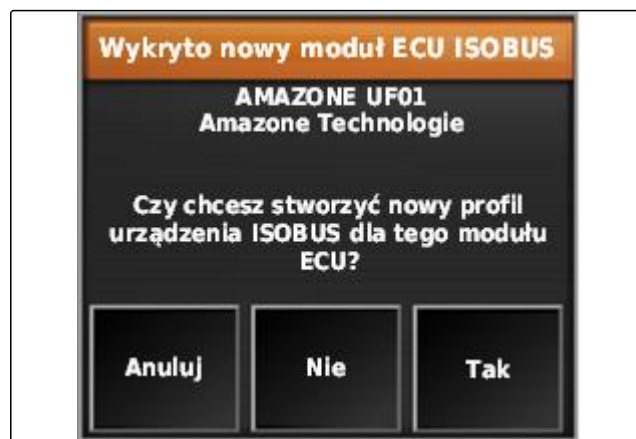 Wykryto nowy moduł ECU ISOBUS
AMAZONE UF01
Amazone Technologie
Czy chcesz stworzyć nowy profil
urządzenia ISOBUS dla tego modułu
ECU?
Anuluj Nie Tak